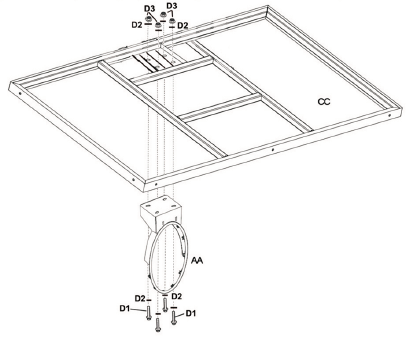 D3 D3
D2 D2
CC
AA
D2 D2
D1 D1